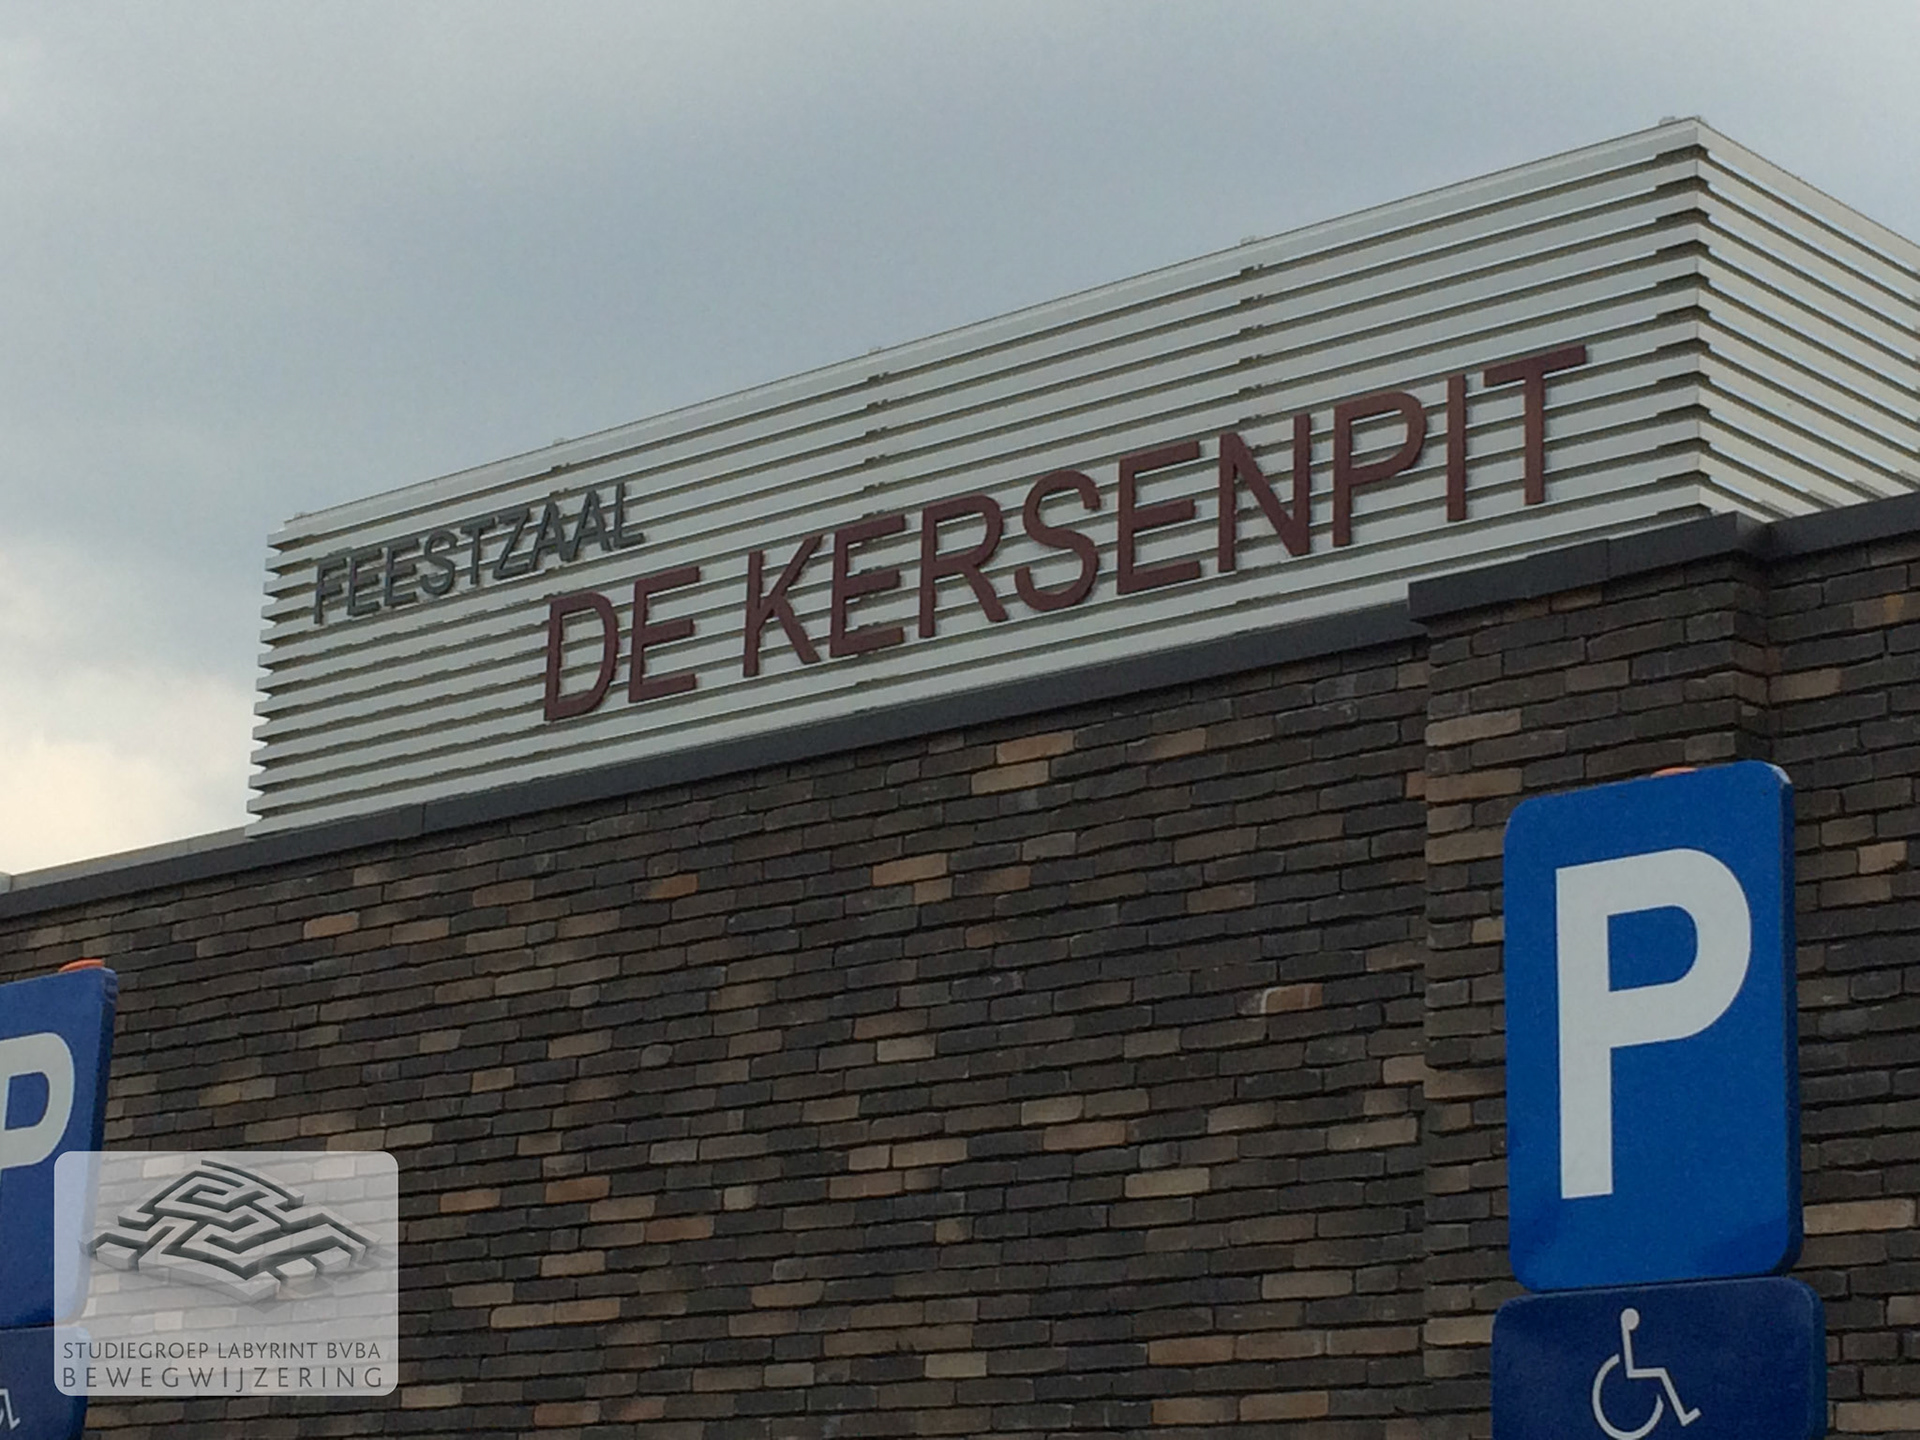 FEESTZAAL
DE KERSENPIT
P
P
STUDIEGROEP LABYRINT BVBA
BEWEGWIJZERING